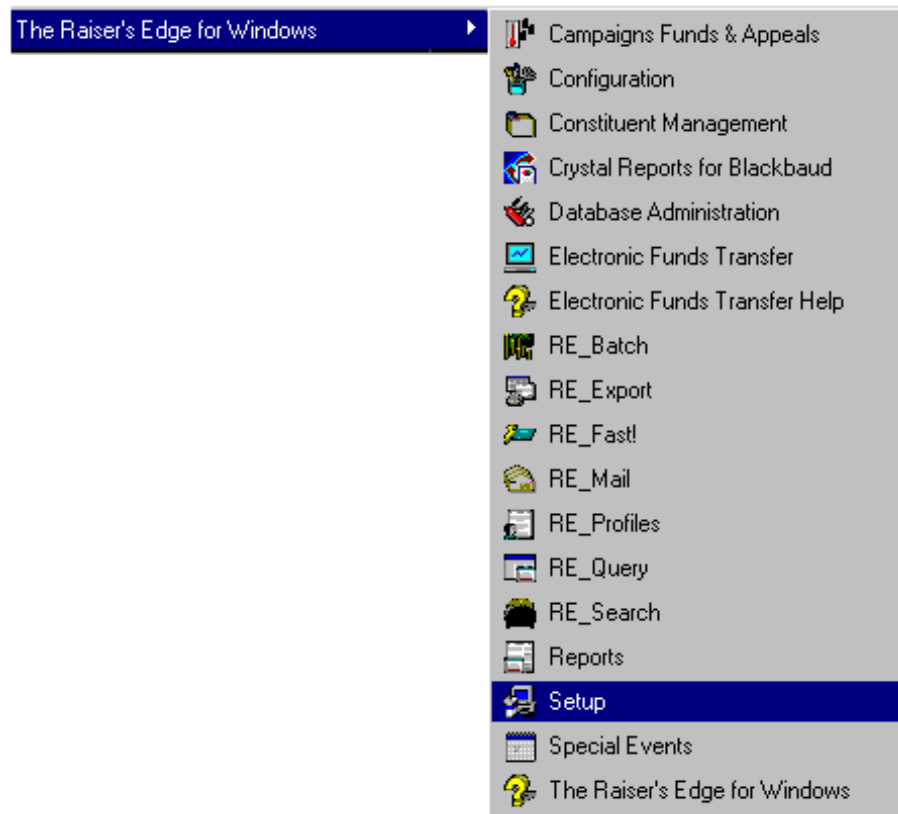 The Raiser's Edge for Windows
Campaigns Funds & Appeals
Configuration
Constituent Management
Crystal Reports for Blackbaud
Database Administration
Electronic Funds Transfer
Electronic Funds Transfer Help
RE_Batch
RE_Export
RE_Fast!
RE_Mail
RE_Profiles
RE_Query
RE_Search
Reports
Setup
Special Events
The Raiser's Edge for Windows